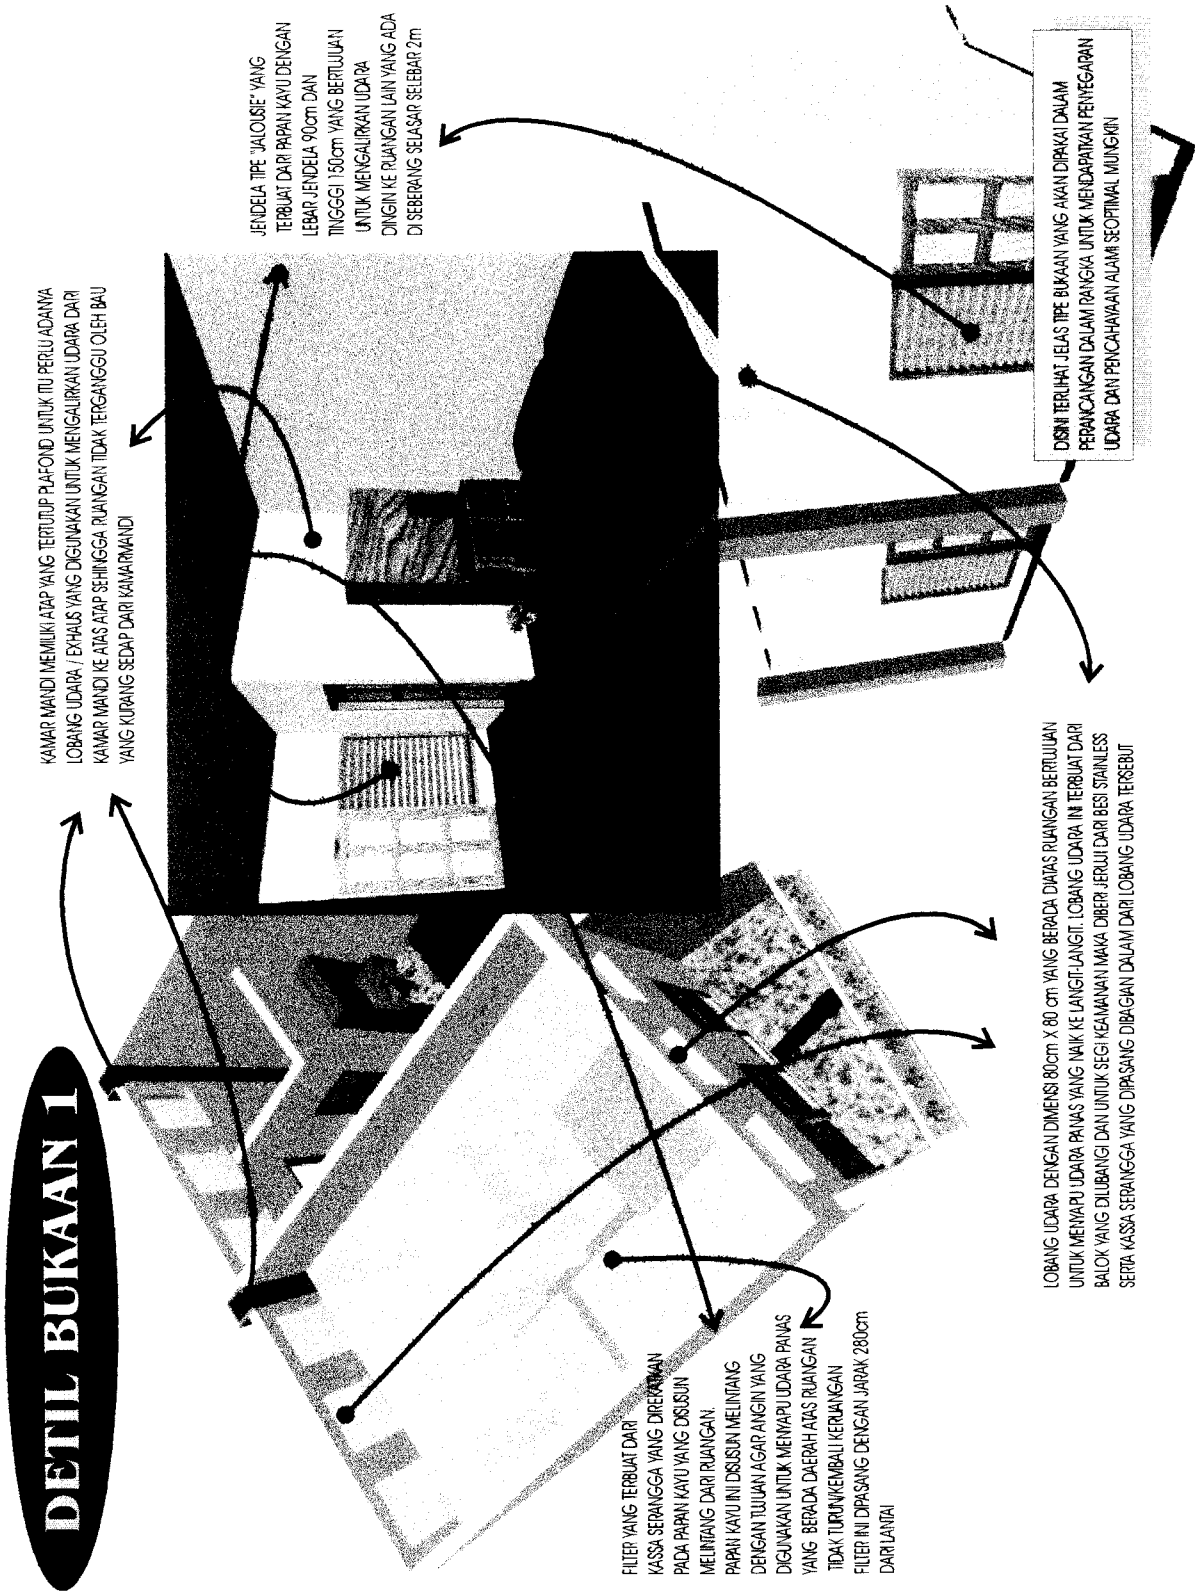 DETIL BUKAAN 1
KAMAR MANDI MEMILIKI ATAP YANG TERTUTUP PLAFOND UNTUK ITU PERLU ADANYA
LOBANG UDARA / EXHAUS YANG DIGUNAKAN UNTUK MENGALIRKAN UDARA DARI
KAMAR MANDI KE ATAS ATAP SEHINGGA RUANGAN TIDAK TERGANGGU OLEH BAU
YANG KURANG SEDAP DARI KAMARMANDI
JENDELA TIPE "JALOUSIE" YANG
TERBUAT DARI PAPAN KAYU DENGAN
LEBAR JENDELA 90cm DAN
TINGGGI 150cm YANG BERTUJUAN
UNTUK MENGALIRKAN UDARA
DINGIN KE RUANGAN LAIN YANG ADA
DI SEBERANG SELASAR SELEBAR 2m
FILTER YANG TERBUAT DARI
KASSA SERANGGA YANG DIREKATKAN
PADA PAPAN KAYU YANG DISUSUN
MELINTANG DARI RUANGAN.
PAPAN KAYU INI DISUSUN MELINTANG
DENGAN TUJUAN AGAR ANGIN YANG
DIGUNAKAN UNTUK MENYAPU UDARA PANAS
YANG BERADA DAERAH ATAS RUANGAN
TIDAK TURUN/KEMBALI KERUANGAN
FILTER INI DIPASANG DENGAN JARAK 280cm
DARI LANTAI
LOBANG UDARA DENGAN DIMENSI 80cm X 80 cm YANG BERADA DIATAS RUANGAN BERTUJUAN
UNTUK MENYAPU UDARA PANAS YANG NAIK KE LANGIT-LANGIT. LOBANG UDARA INI TERBUAT DARI
BALOK YANG DILUBANGI DAN UNTUK SEGI KEAMANAN MAKA DIBERI JERUJI DARI BESI STAINLESS
SERTA KASSA SERANGGA YANG DIPASANG DIBAGIAN DALAM DARI LOBANG UDARA TERSEBUT
DISINI TERLIHAT JELAS TIPE BUKAAN YANG AKAN DIPAKAI DALAM
PERANCANGAN DALAM RANGKA UNTUK MENDAPATKAN PENYEGARAN
UDARA DAN PENCAHAYAAN ALAMI SEOPTIMAL MUNGKIN